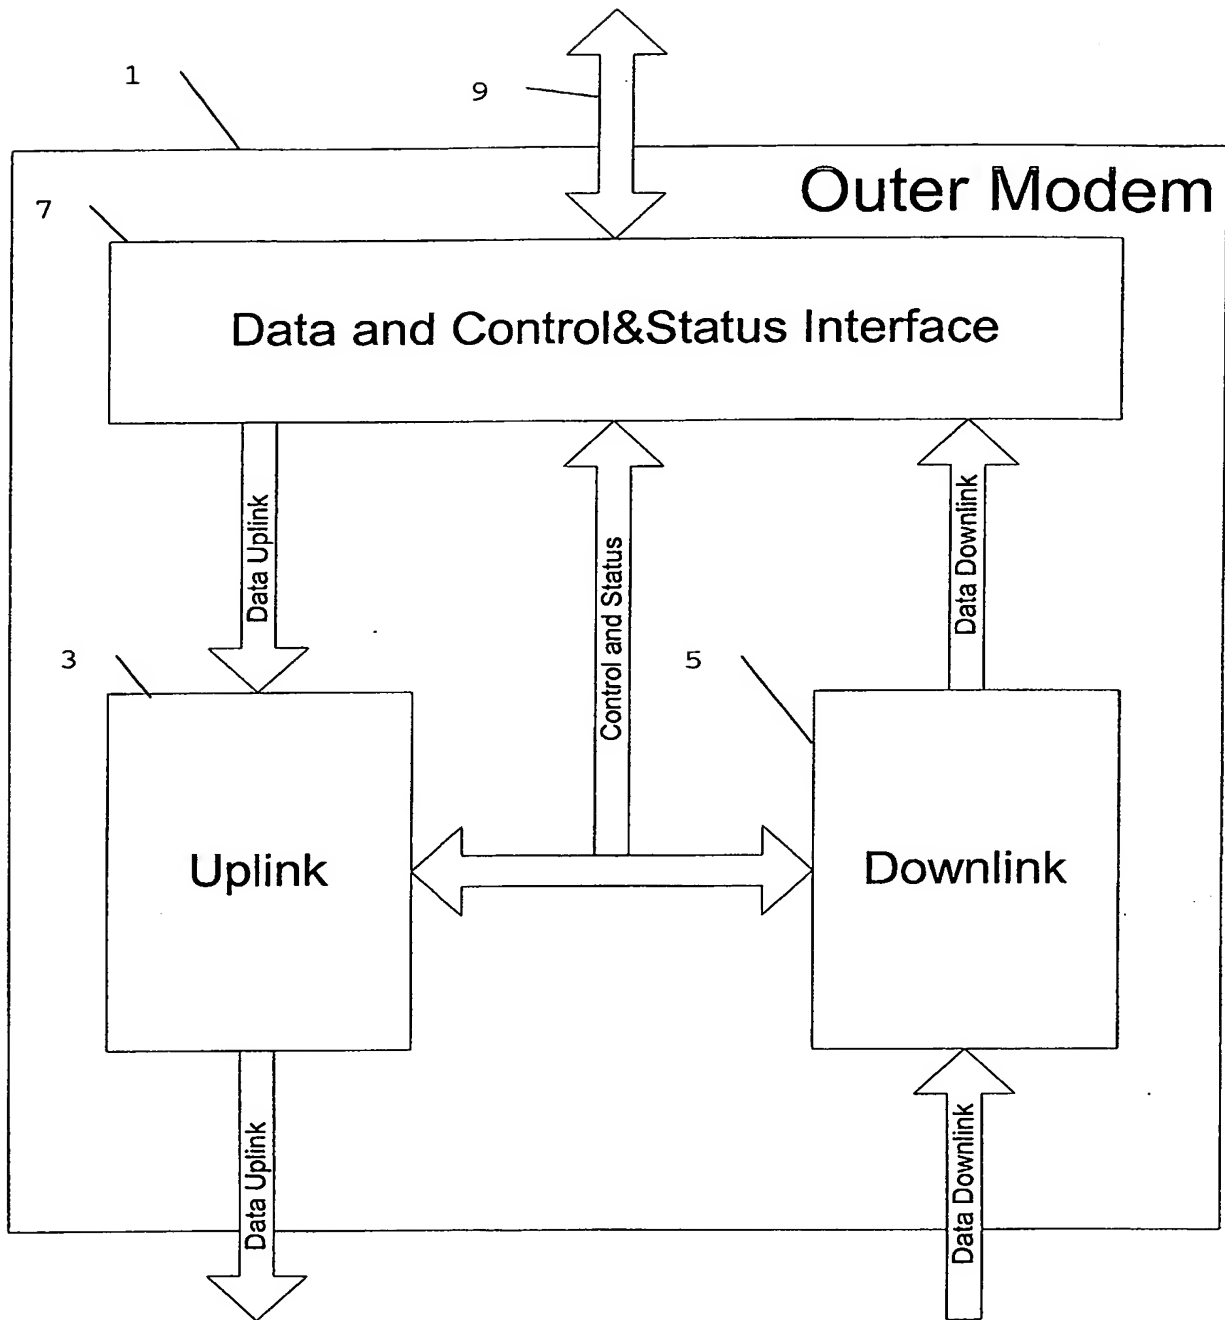 1
9
Outer Modem
7
Data and Control&Status Interface
Data Uplink
Control and Status
Data Downlink
3
5
Uplink
Downlink
Data Uplink
Data Downlink